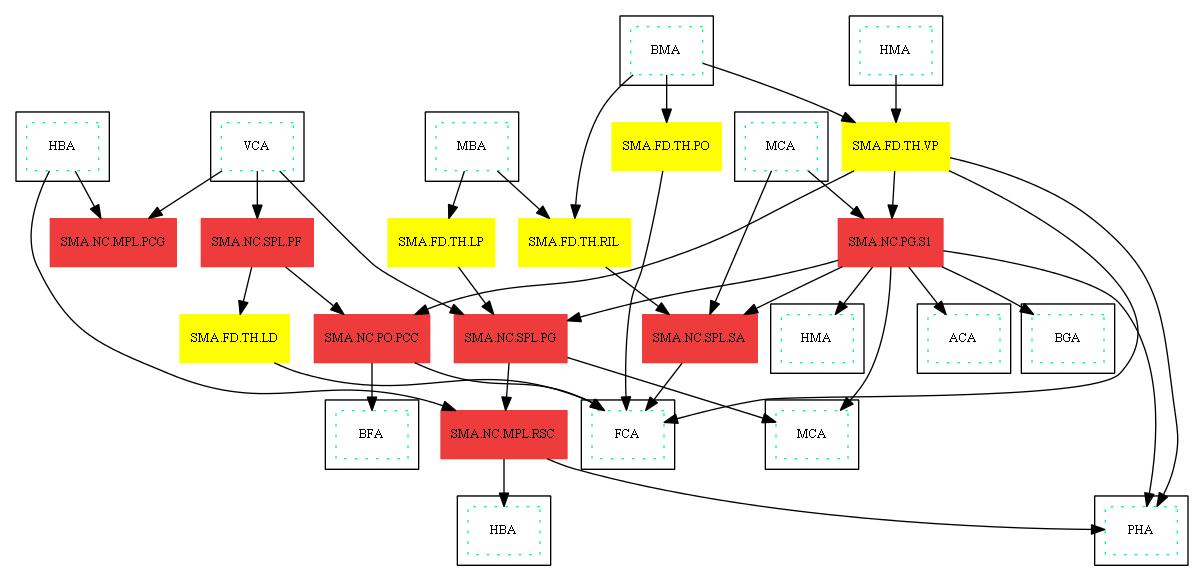 BMA
HMA
HBA
VCA
MBA
SMA.FD.TH.PO
MCA
SMA.FD.TH.VP
SMA.NC.MPL.PCG
SMA.NC.SPL.PF
SMA.FD.TH.LP
SMA.FD.TH.RIL
SMA.NC.PG.S1
SMA.FD.TH.LD
SMA.NC.PO.PCC
SMA.NC.SPL.PG
SMA.NC.SPL.SA
HMA
ACA
BGA
BFA
SMA.NC.MPL.RSC
FCA
MCA
HBA
PHA